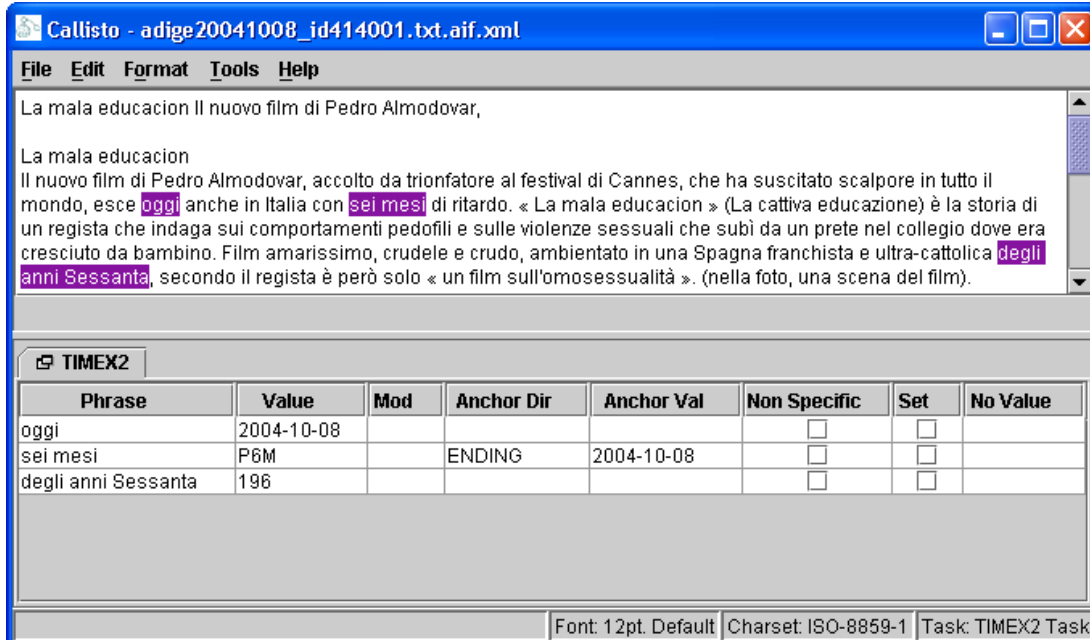 Callisto - adige20041008_id414001.txt.aif.xml
File Edit Format Tools Help
La mala educacion Il nuovo film di Pedro Almodovar,
La mala educacion
Il nuovo film di Pedro Almodovar, accolto da trionfatore al festival di Cannes, che ha suscitato scalpore in tutto il
mondo, esce oggi anche in Italia con sei mesi di ritardo. « La mala educacion » (La cattiva educazione) è la storia di
un regista che indaga sui comportamenti pedofili e sulle violenze sessuali che subì da un prete nel collegio dove era
cresciuto da bambino. Film amarissimo, crudele e crudo, ambientato in una Spagna franchista e ultra-cattolica degli
anni Sessanta, secondo il regista è però solo « un film sull'omosessualità ». (nella foto, una scena del film).
TIMEX2
Phrase Value Mod Anchor Dir Anchor Val Non Specific Set No Value
oggi 2004-10-08
sei mesi P6M ENDING 2004-10-08
degli anni Sessanta 196
Font: 12pt. Default Charset: ISO-8859-1 Task: TIMEX2 Task